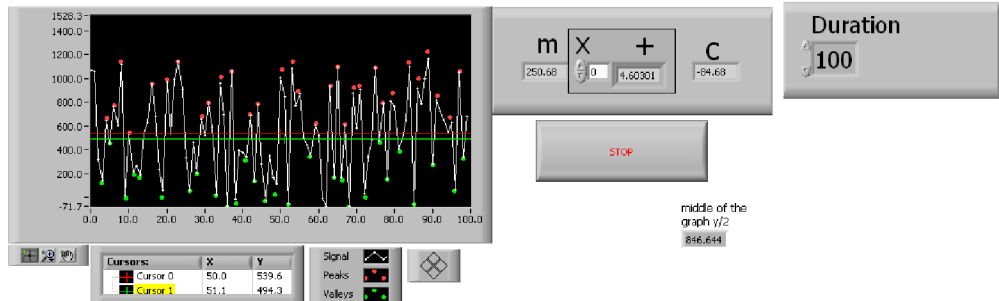 1528.3
1400.0
1200.0
1000.0
800.0
600.0
400.0
200.0
-71.7
0.0 10.0 20.0 30.0 40.0 50.0 60.0 70.0 80.0 90.0 100.0
m X + C
250.68 0 4.60301 -84.68
Duration
100
STOP
middle of the
graph y/2
846.644
Cursors: X Y
Cursor 0 50.0 539.6
Cursor 1 51.1 494.3
Signal
Peaks
Valleys